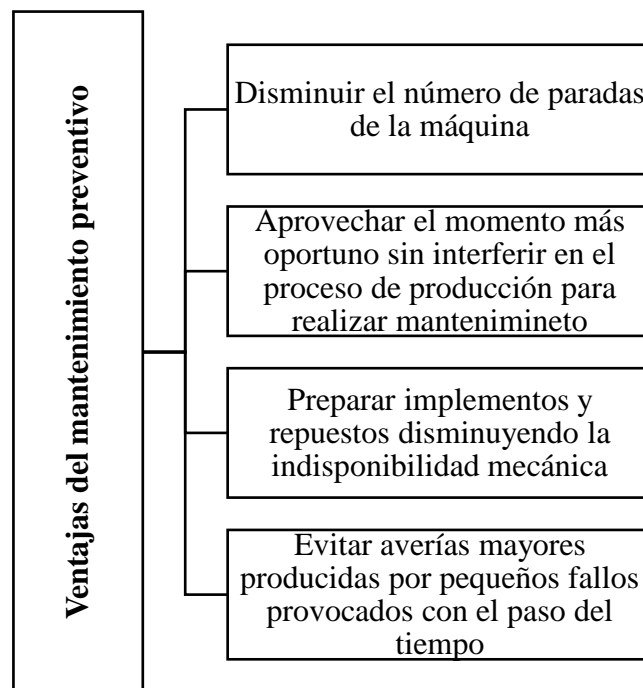 Ventajas del mantenimiento preventivo
Disminuir el número de paradas
de la máquina
Aprovechar el momento más
oportuno sin interferir en el
proceso de producción para
realizar mantenimineto
Preparar implementos y
repuestos disminuyendo la
indisponibilidad mecánica
Evitar averías mayores
producidas por pequeños fallos
provocados con el paso del
tiempo